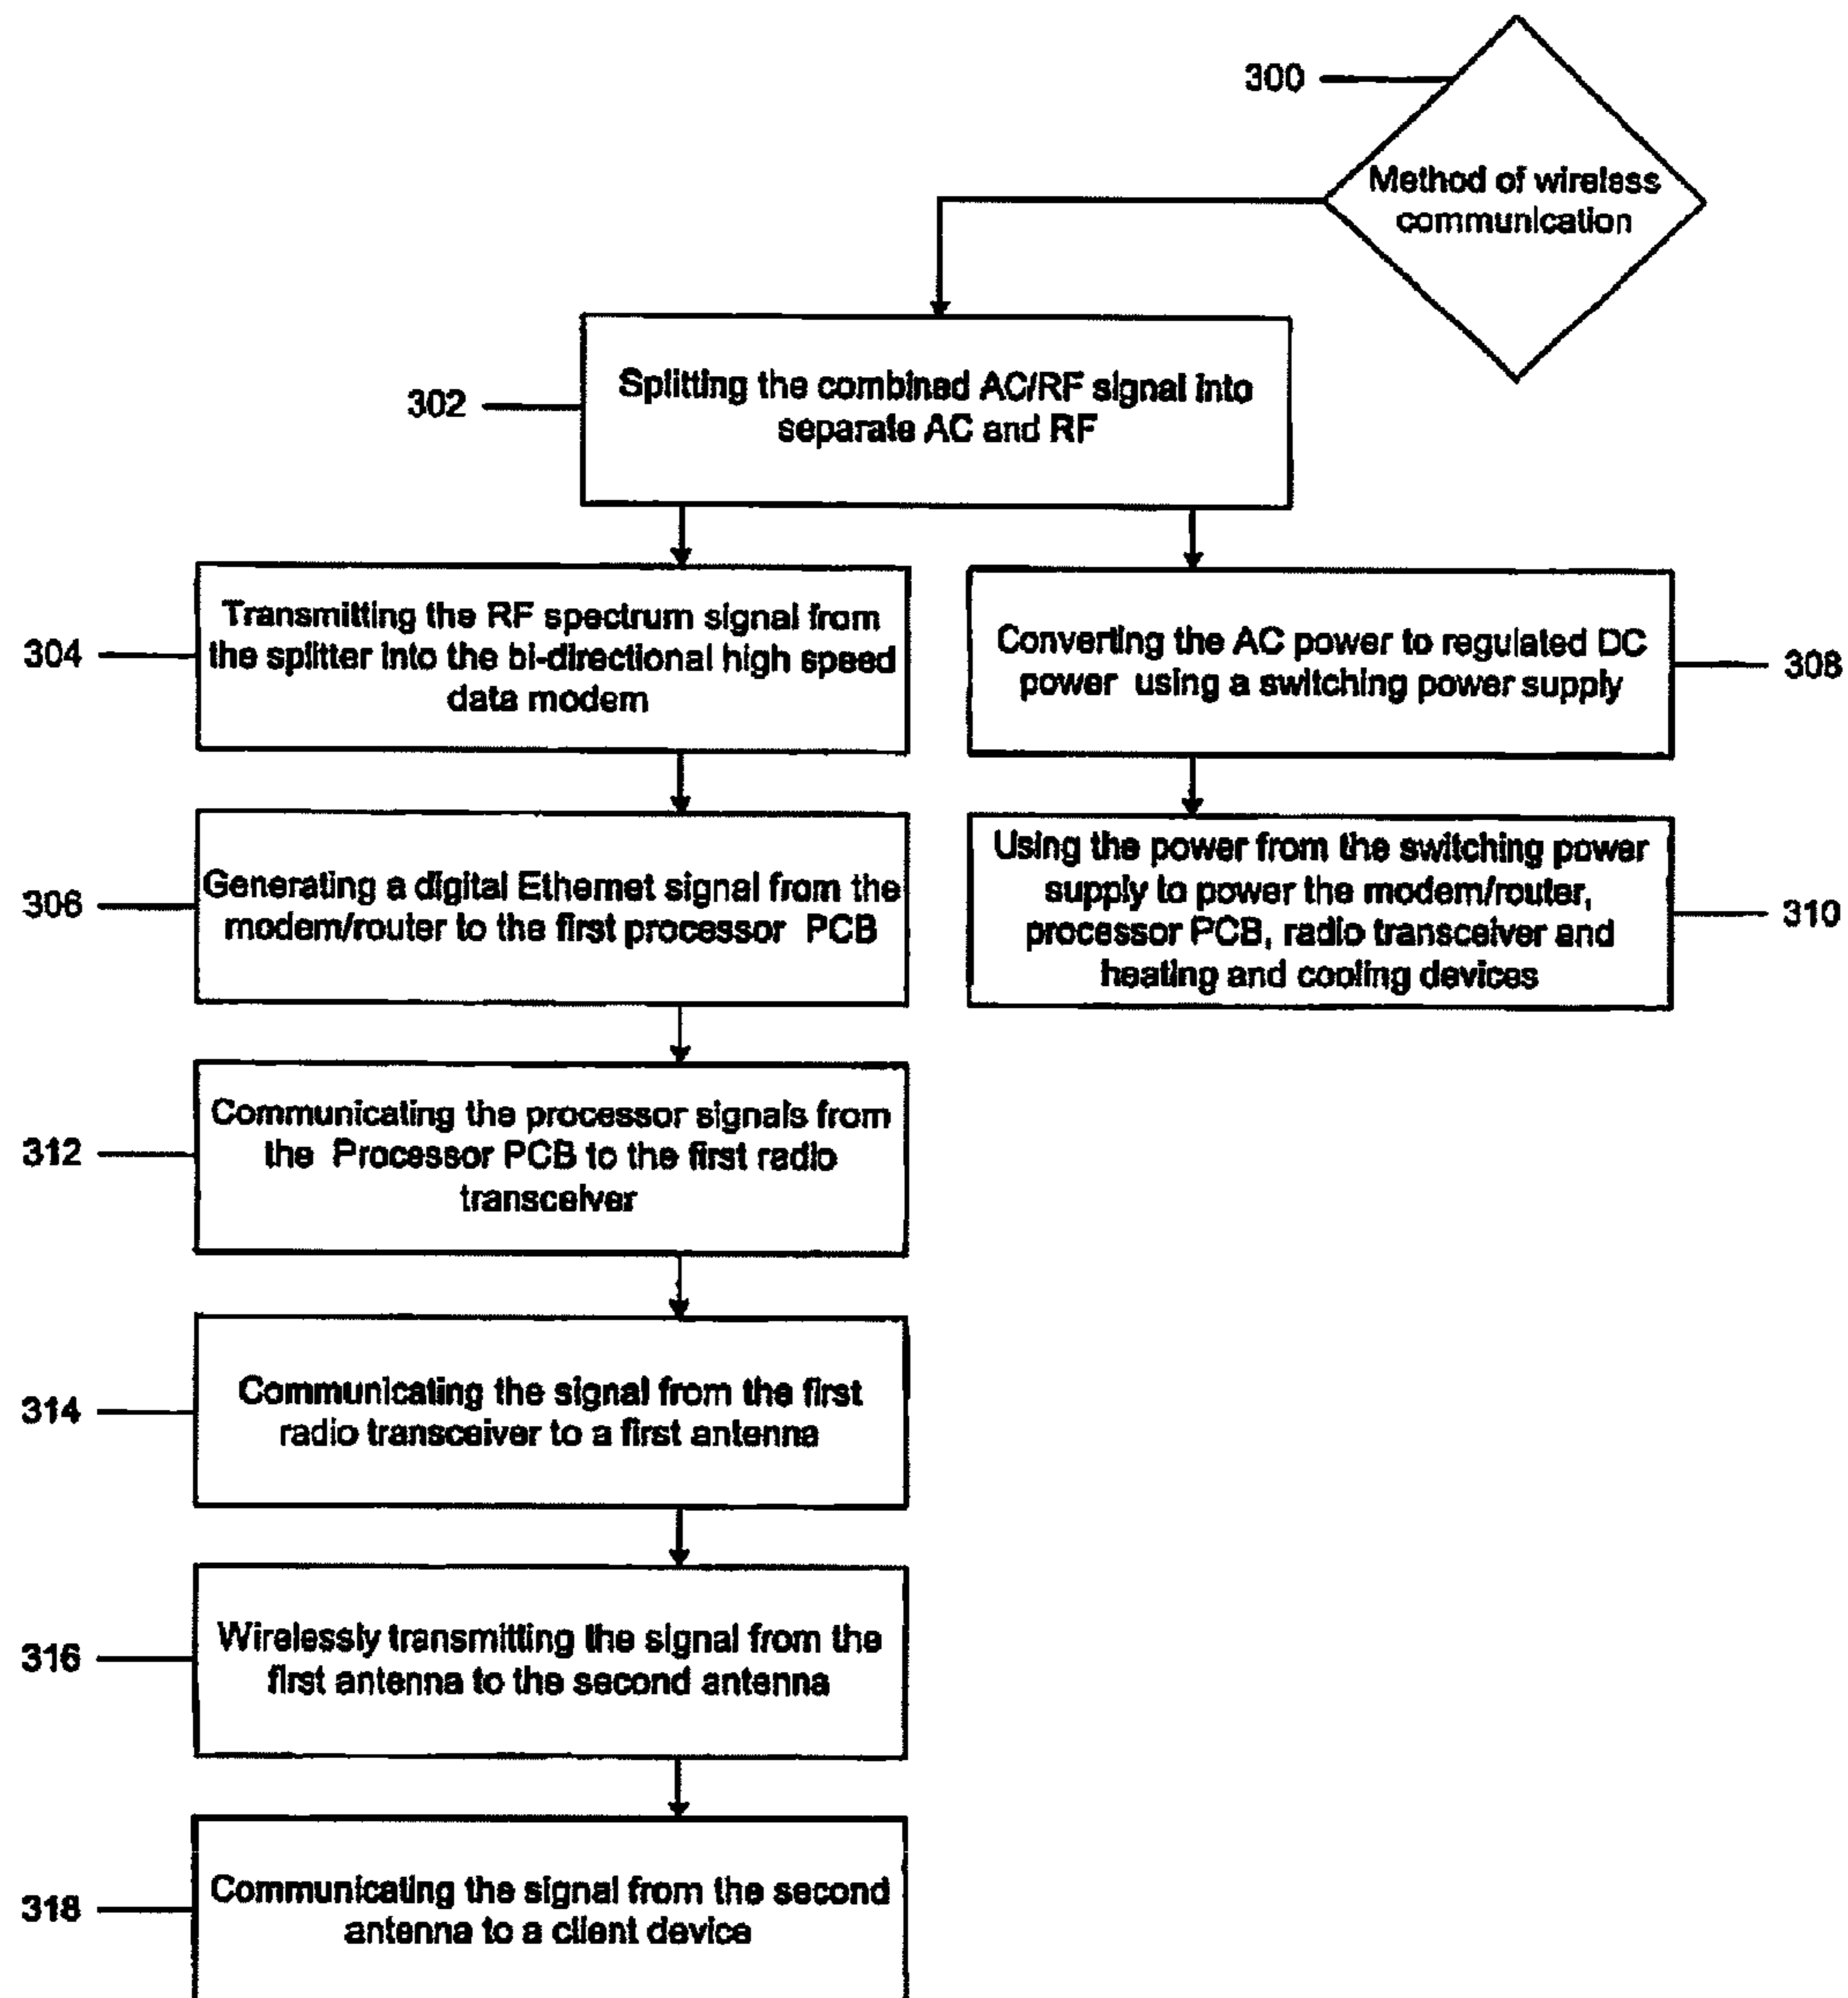 300
Method of wireless
communication
302
Splitting the combined AC/RF signal into
separate AC and RF
304
Transmitting the RF spectrum signal from
the splitter into the bi-directional high speed
data modem
Converting the AC power to regulated DC
power using a switching power supply
308
306
Generating a digital Ethernet signal from the
modem/router to the first processor PCB
Using the power from the switching power
supply to power the modem/router,
processor PCB, radio transceiver and
heating and cooling devices
310
312
Communicating the processor signals from
the Processor PCB to the first radio
transceiver
314
Communicating the signal from the first
radio transceiver to a first antenna
316
Wirelessly transmitting the signal from the
first antenna to the second antenna
318
Communicating the signal from the second
antenna to a client device